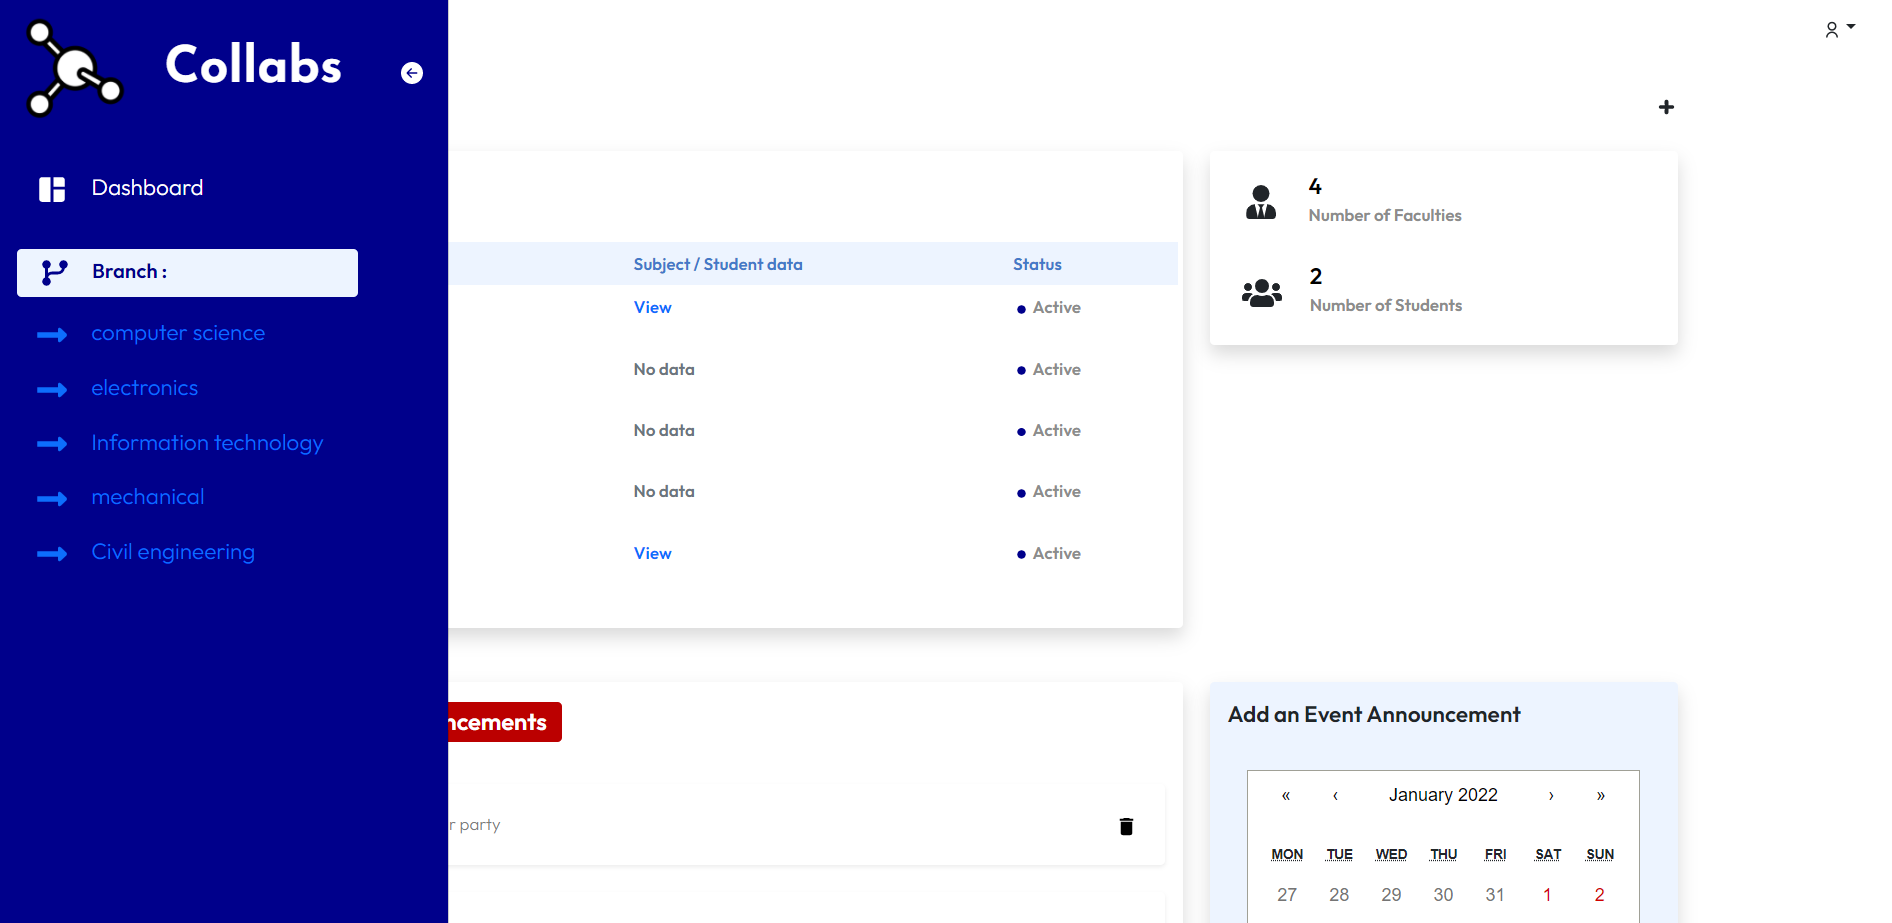 Collabs
Dashboard
Branch :
computer science
electronics
Information technology
mechanical
Civil engineering
Subject / Student data Status
View Active
No data Active
No data Active
No data Active
View Active
4
Number of Faculties
2
Number of Students
ncements
r party
Add an Event Announcement
« ‹ January 2022 › »
MON TUE WED THU FRI SAT SUN
27 28 29 30 31 1 2